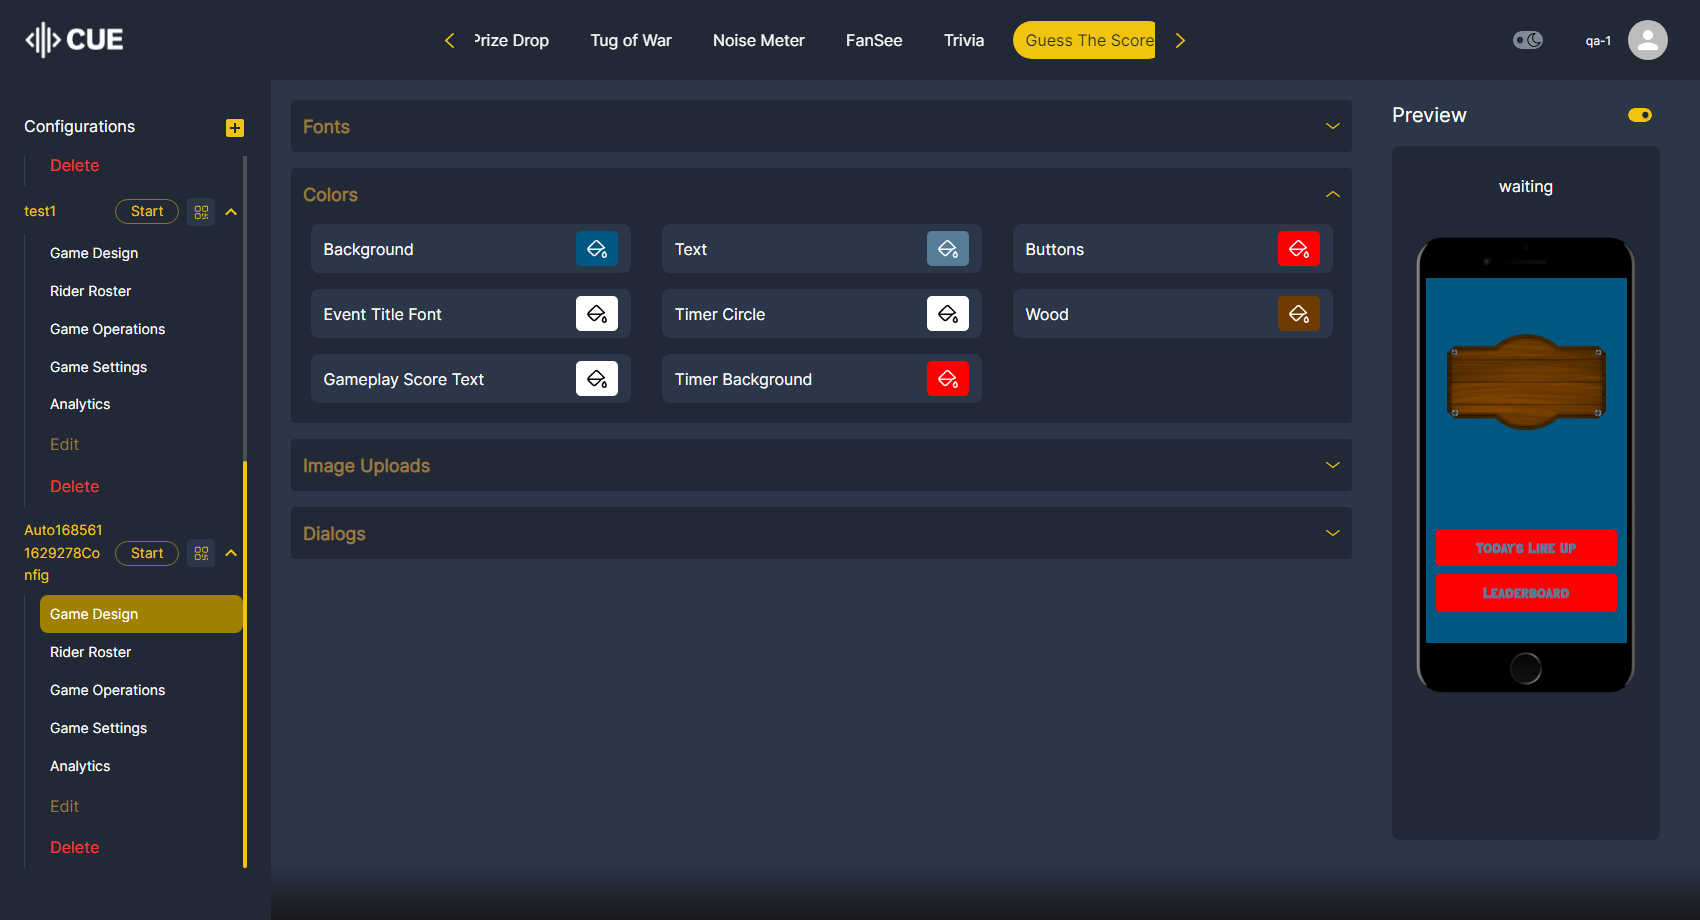 CUE
Prize Drop
Tug of War
Noise Meter
FanSee
Trivia
Guess The Score
qa-1
Configurations
Delete
test1
Start
Game Design
Rider Roster
Game Operations
Game Settings
Analytics
Edit
Delete
Auto168561
1629278Co
nfig
Start
Game Design
Rider Roster
Game Operations
Game Settings
Analytics
Edit
Delete
Fonts
Colors
Background
Text
Buttons
Event Title Font
Timer Circle
Wood
Gameplay Score Text
Timer Background
Image Uploads
Dialogs
Preview
waiting
Today's Line Up
Leaderboard